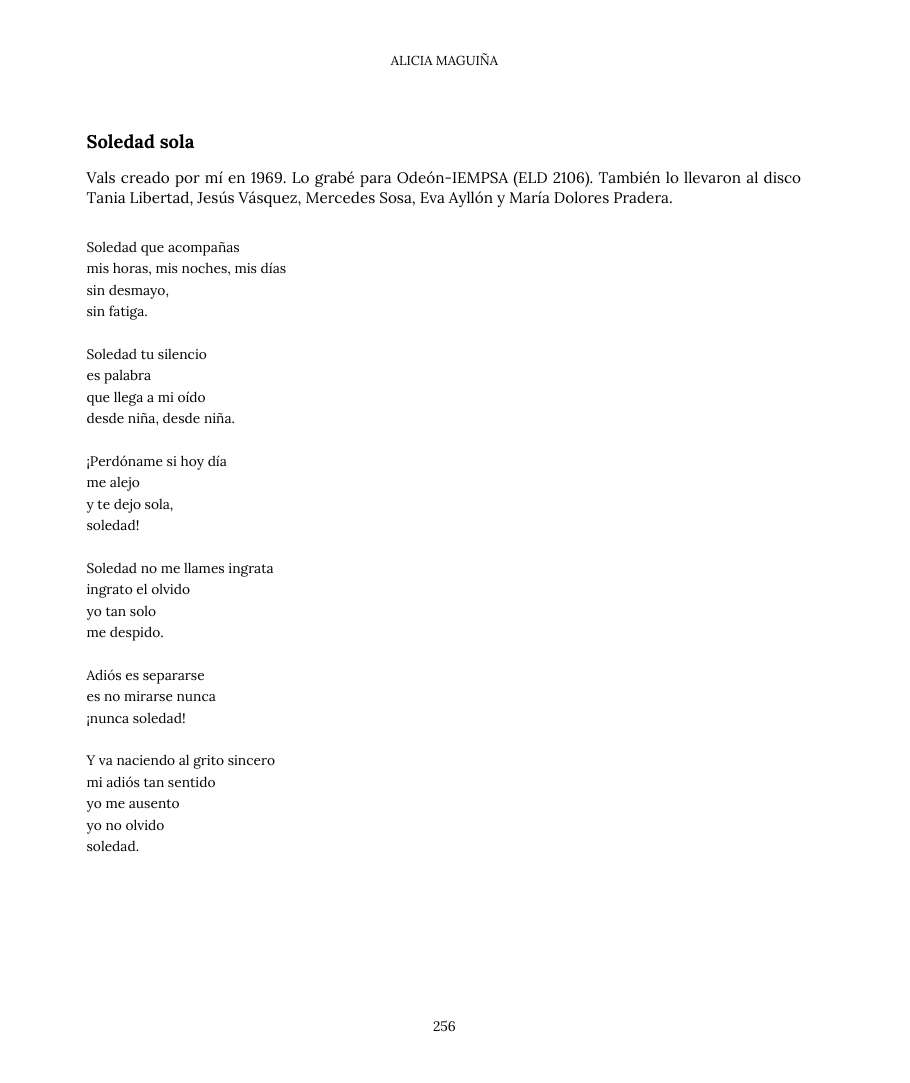 ALICIA MAGUIÑA
Soledad sola
Vals creado por mí en 1969. Lo grabé para Odeón-IEMPSA (ELD 2106). También lo llevaron al disco
Tania Libertad, Jesús Vásquez, Mercedes Sosa, Eva Ayllón y María Dolores Pradera.
Soledad que acompañas
mis horas, mis noches, mis días
sin desmayo,
sin fatiga.
Soledad tu silencio
es palabra
que llega a mi oído
desde niña, desde niña.
¡Perdóname si hoy día
me alejo
y te dejo sola,
soledad!
Soledad no me llames ingrata
ingrato el olvido
yo tan solo
me despido.
Adiós es separarse
es no mirarse nunca
¡nunca soledad!
Y va naciendo al grito sincero
mi adiós tan sentido
yo me ausento
yo no olvido
soledad.
256